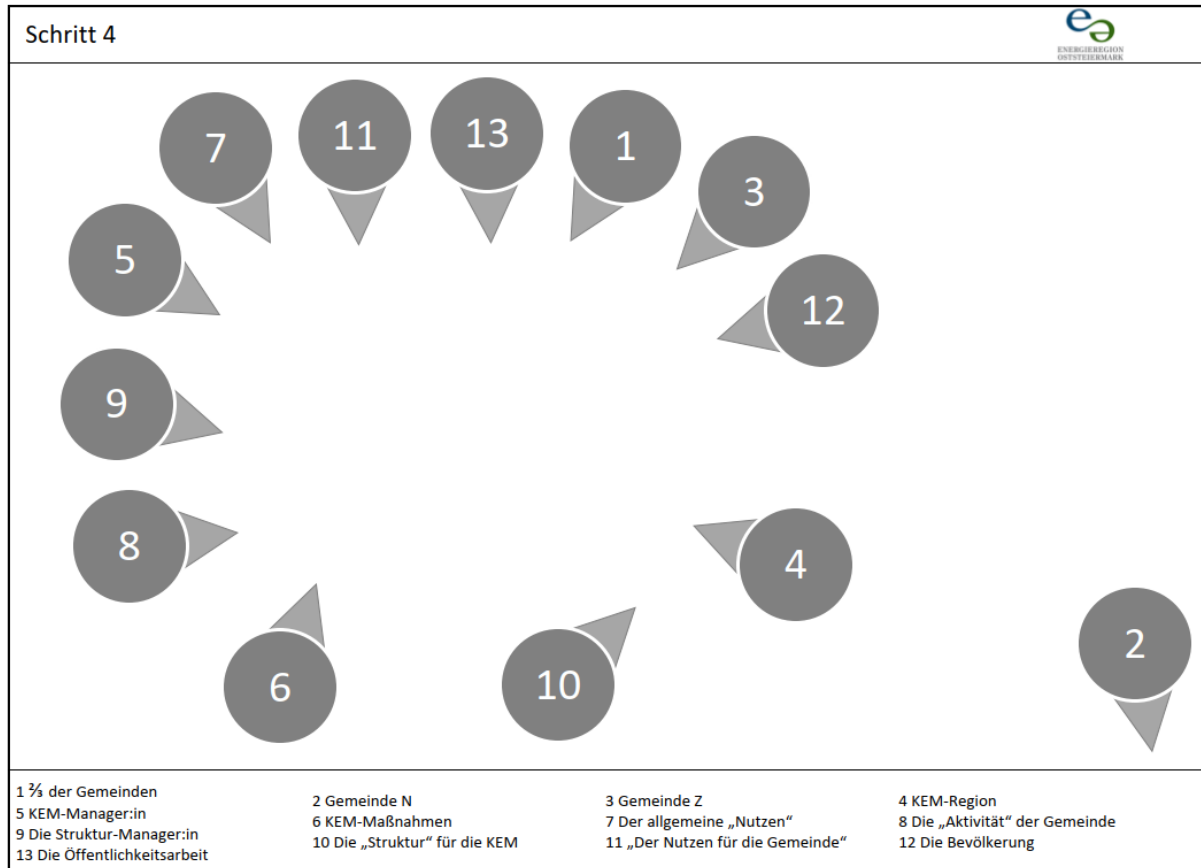 Schritt 4
ENERGIEREGION
OSTSTEIERMARK
7 11 13 1
3
5
12
9
8
4
2
6 10
1 ⅔ der Gemeinden
2 Gemeinde N
3 Gemeinde Z
4 KEM-Region
5 KEM-Manager:in
6 KEM-Maßnahmen
7 Der allgemeine „Nutzen“
8 Die „Aktivität“ der Gemeinde
9 Die Struktur-Manager:in
10 Die „Struktur“ für die KEM
11 „Der Nutzen für die Gemeinde“
12 Die Bevölkerung
13 Die Öffentlichkeitsarbeit